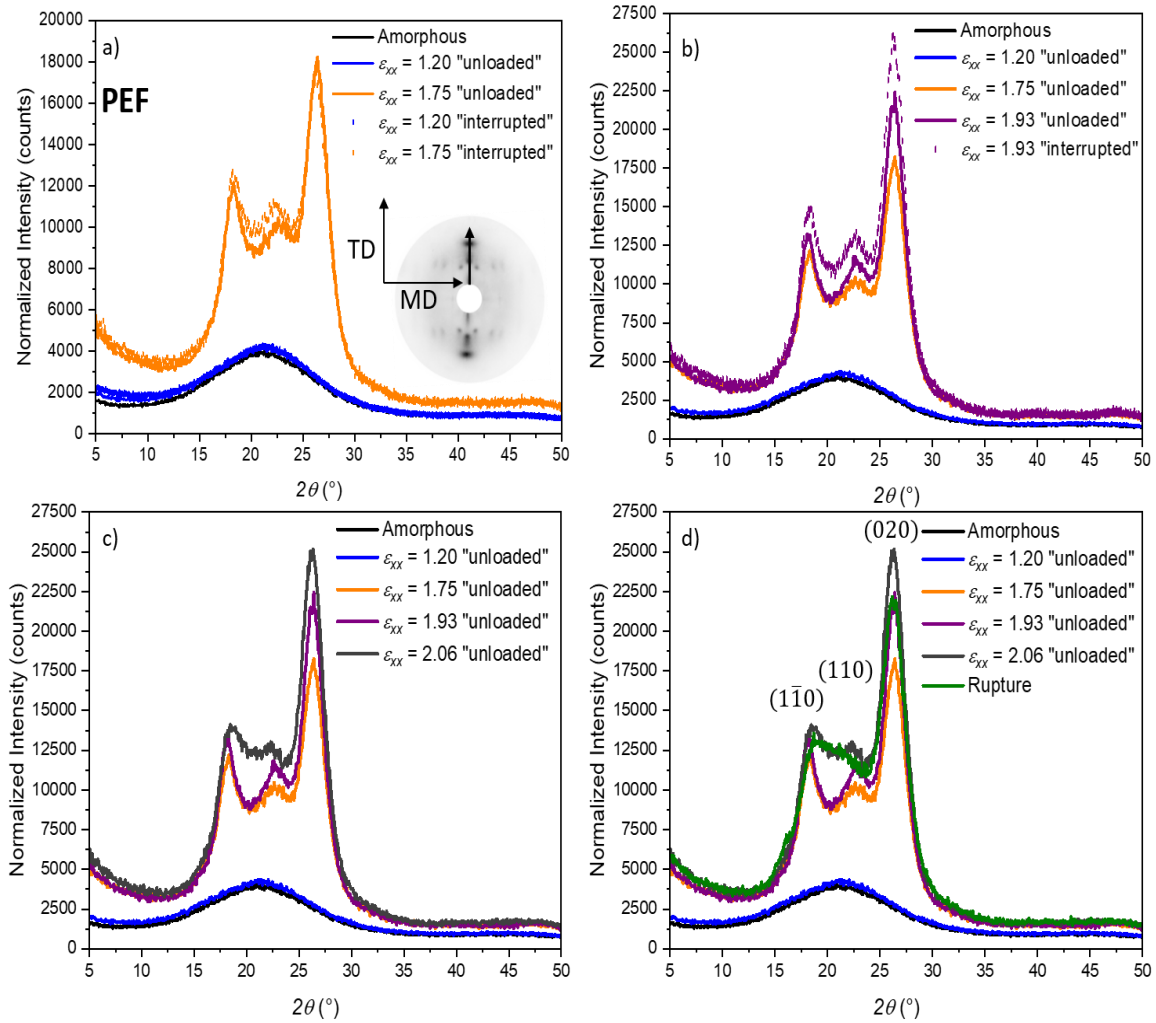 a)
PEF
Amorphous
εxx = 1.20 "unloaded"
εxx = 1.75 "unloaded"
εxx = 1.20 "interrupted"
εxx = 1.75 "interrupted"
TD
MD
Normalized Intensity (counts)
20000
18000
16000
14000
12000
10000
8000
6000
4000
2000
0
5 10 15 20 25 30 35 40 45 50
2θ (°)
b)
Amorphous
εxx = 1.20 "unloaded"
εxx = 1.75 "unloaded"
εxx = 1.93 "unloaded"
εxx = 1.93 "interrupted"
Normalized Intensity (counts)
27500
25000
22500
20000
17500
15000
12500
10000
7500
5000
2500
0
5 10 15 20 25 30 35 40 45 50
2θ (°)
c)
Amorphous
εxx = 1.20 "unloaded"
εxx = 1.75 "unloaded"
εxx = 1.93 "unloaded"
εxx = 2.06 "unloaded"
Normalized Intensity (counts)
27500
25000
22500
20000
17500
15000
12500
10000
7500
5000
2500
0
5 10 15 20 25 30 35 40 45 50
2θ (°)
d)
(020)
Amorphous
εxx = 1.20 "unloaded"
εxx = 1.75 "unloaded"
εxx = 1.93 "unloaded"
εxx = 2.06 "unloaded"
Rupture
(110)
(11̄0)
Normalized Intensity (counts)
27500
25000
22500
20000
17500
15000
12500
10000
7500
5000
2500
0
5 10 15 20 25 30 35 40 45 50
2θ (°)